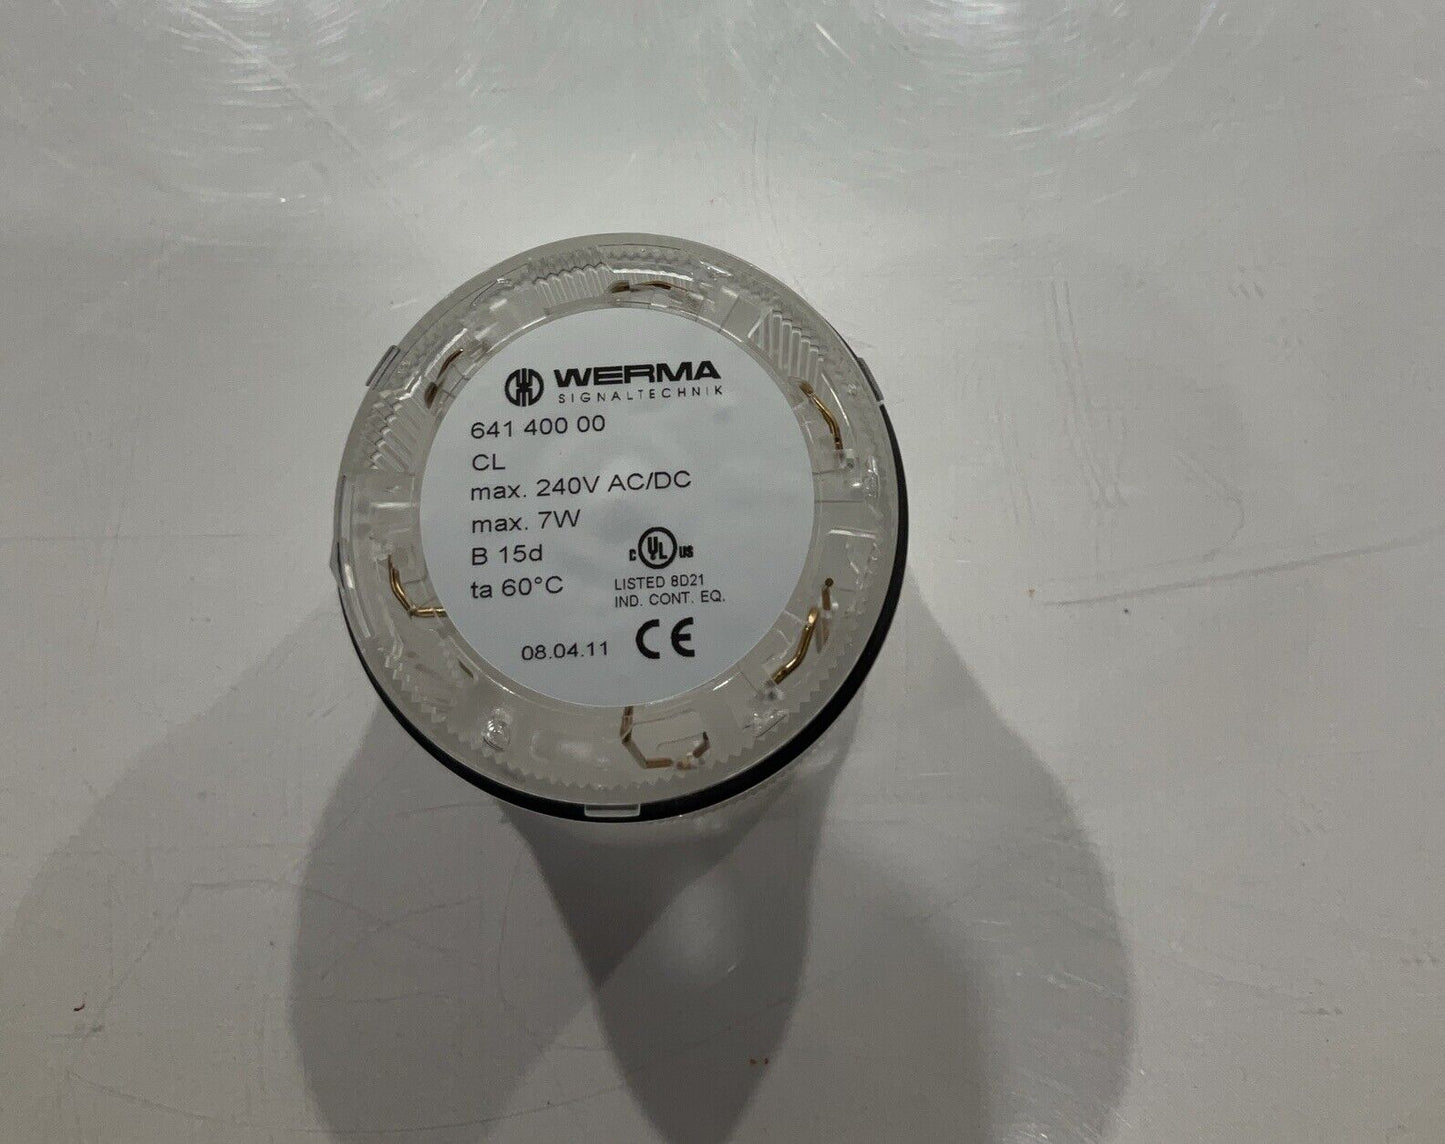 WERMA
SIGNALTECHNIK
641 400 00
CL
max. 240V AC/DC
max. 7W
B 15d
ta 60°C
C UL US
LISTED 8D21
IND. CONT. EQ.
08.04.11 CE